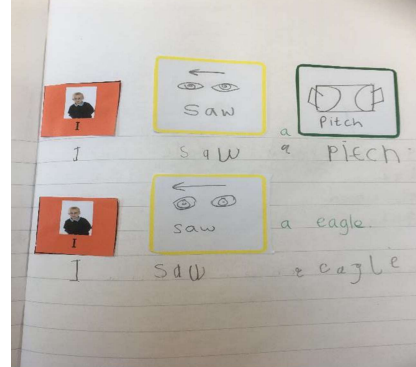 saw
Pitch
I
a
I saw a pitch.
saw
I
a eagle.
I saw a eagle